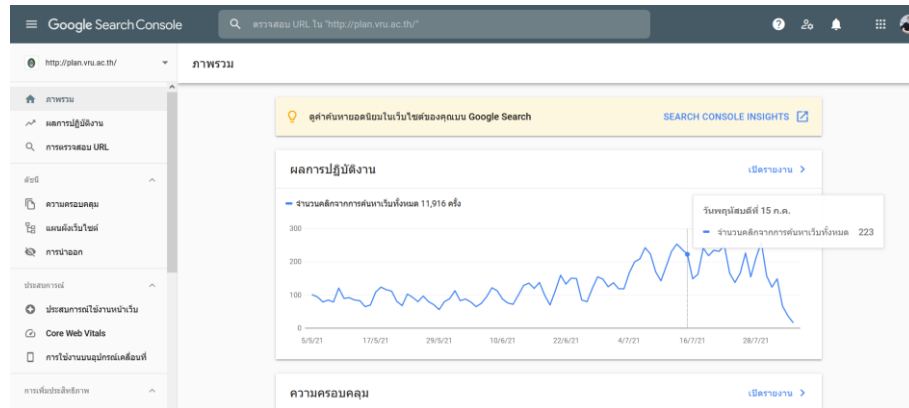 Google Search Console
ตรวจสอบ URL ใน "http://plan.vru.ac.th/"
http://plan.vru.ac.th/
ภาพรวม
ภาพรวม
ผลการปฏิบัติงาน
การตรวจสอบ URL
ดัชนี
ความครอบคลุม
แผนผังเว็บไซต์
การนำออก
ประสบการณ์
ประสบการณ์ใช้งานหน้าเว็บ
Core Web Vitals
การใช้งานบนอุปกรณ์เคลื่อนที่
การเพิ่มประสิทธิภาพ
ดูคำค้นหายอดนิยมในเว็บไซต์ของคุณบน Google Search
SEARCH CONSOLE INSIGHTS
ผลการปฏิบัติงาน
เปิดรายงาน
จำนวนคลิกจากการค้นหาเว็บทั้งหมด 11,916 ครั้ง
วันพฤหัสบดีที่ 15 ก.ค.
จำนวนคลิกจากการค้นหาเว็บทั้งหมด 223
300
200
100
0
5/5/21 17/5/21 29/5/21 10/6/21 22/6/21 4/7/21 16/7/21 28/7/21
ความครอบคลุม
เปิดรายงาน